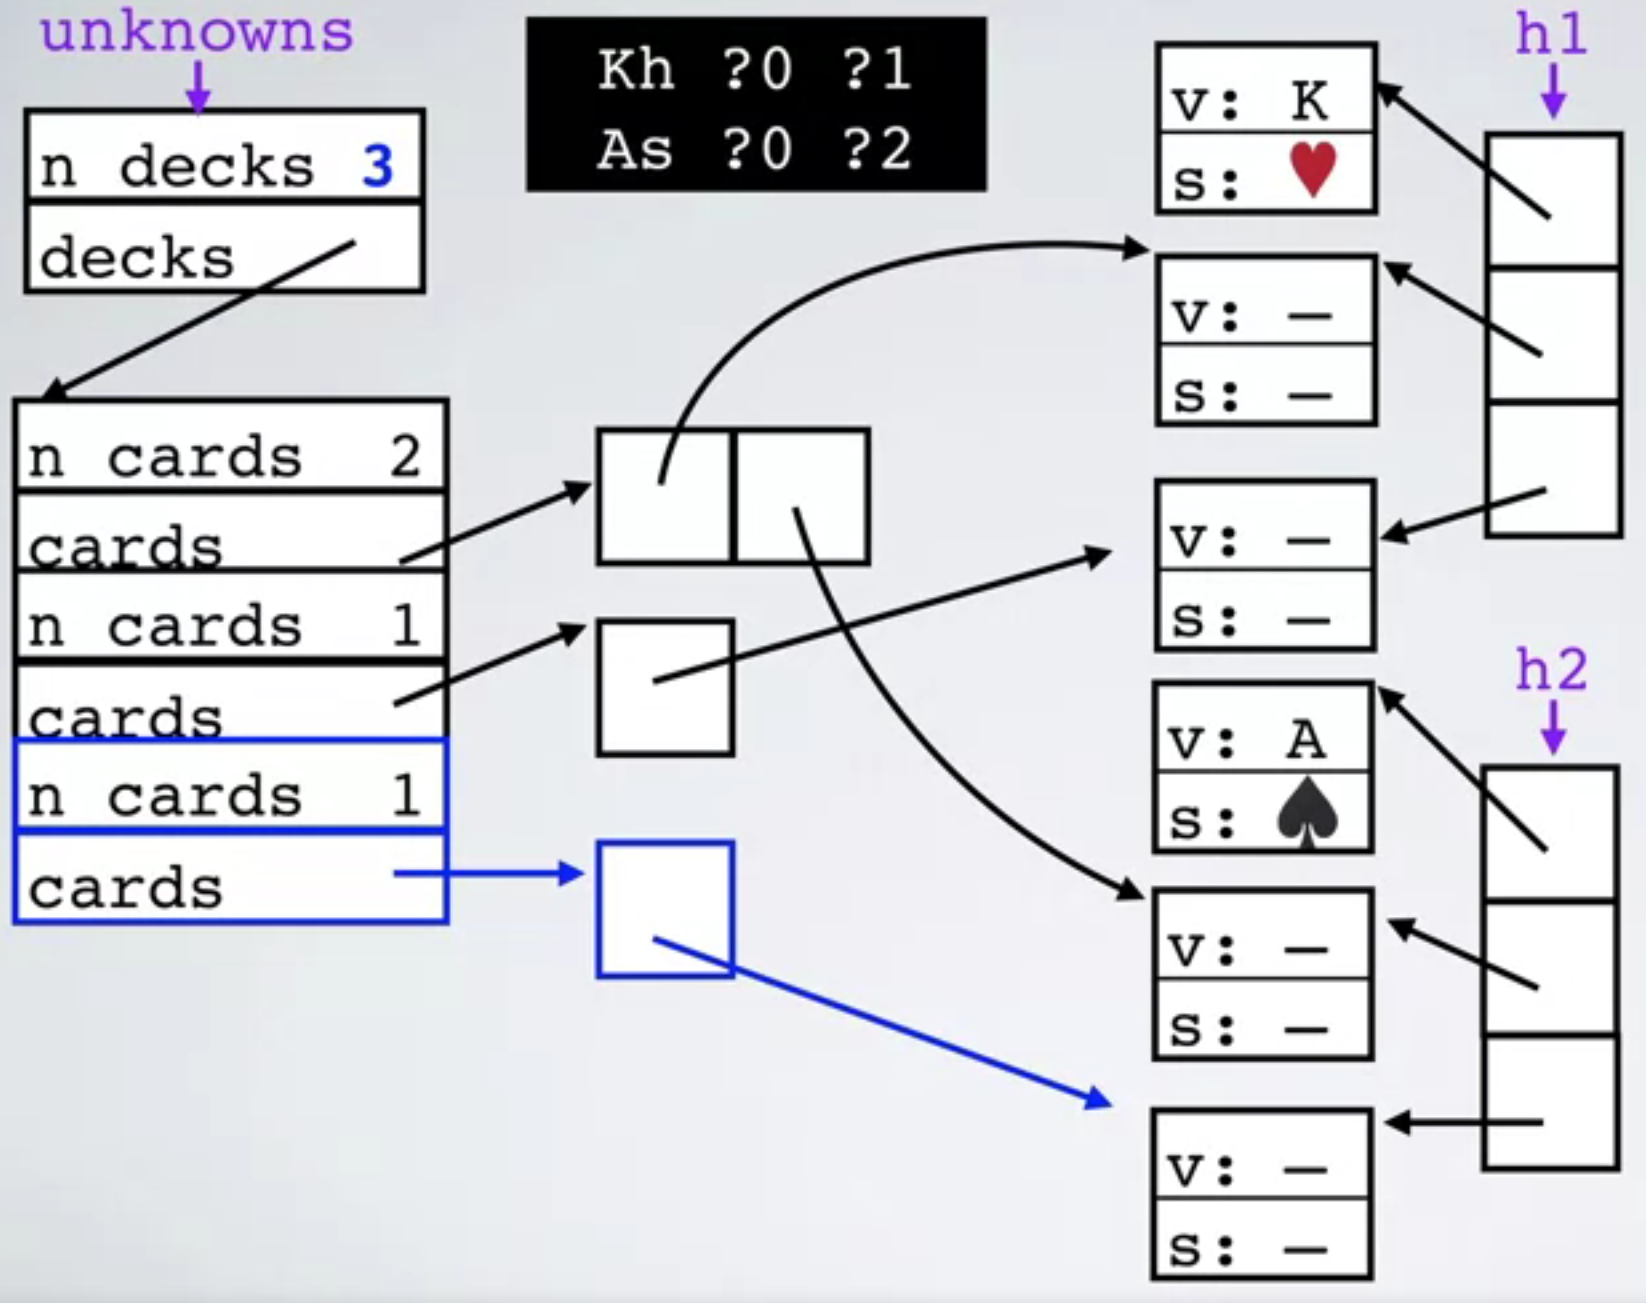 unknowns
n decks 3
decks
n cards 2
cards
n cards 1
cards
n cards 1
cards
Kh ?0 ?1
As ?0 ?2
h1
v: K
s: ♥
v: –
s: –
v: –
s: –
h2
v: A
s: ♠
v: –
s: –
v: –
s: –